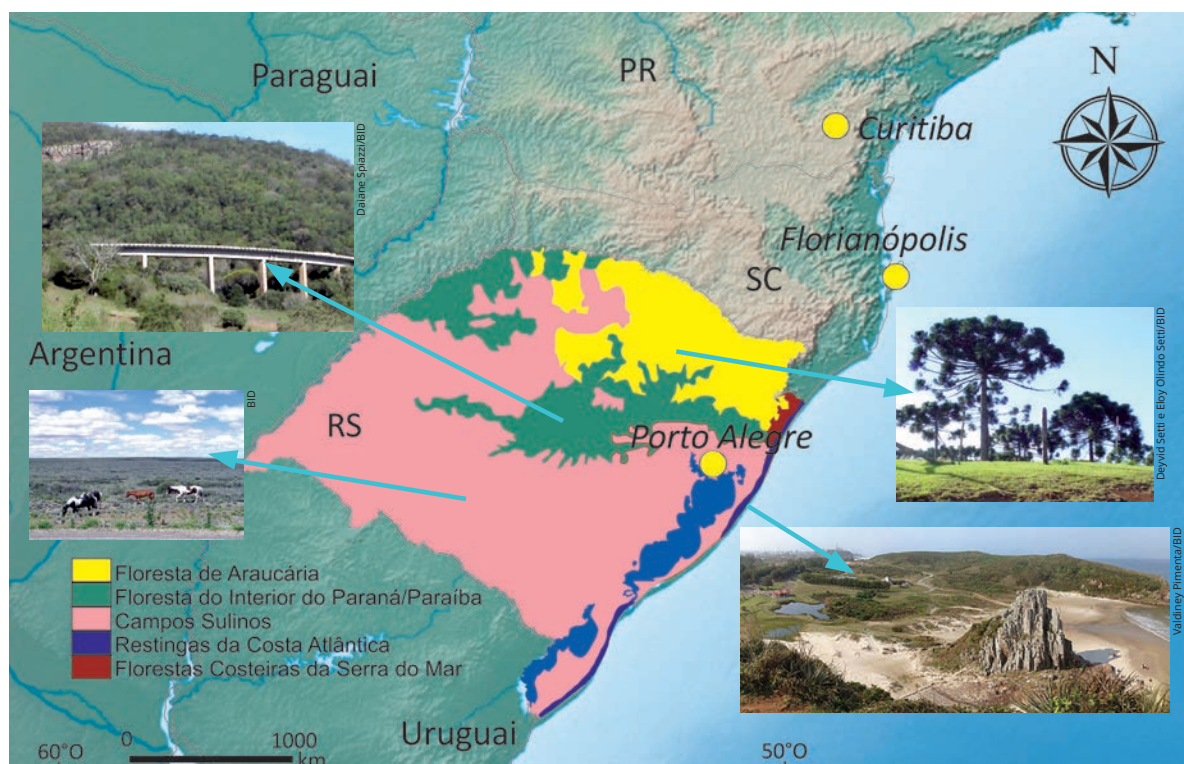 Paraguai
PR
N
Curitiba
Daiane Spiazzi/BID
Florianópolis
SC
Argentina
BID
RS
Porto Alegre
Deyvid Setti e Eloy Olindo Setti/BID
Valdiney Pimenta/BID
Floresta de Araucária
Floresta do Interior do Paraná/Paraíba
Campos Sulinos
Restingas da Costa Atlântica
Florestas Costeiras da Serra do Mar
Uruguai
60°O
0
1000
km
50°O